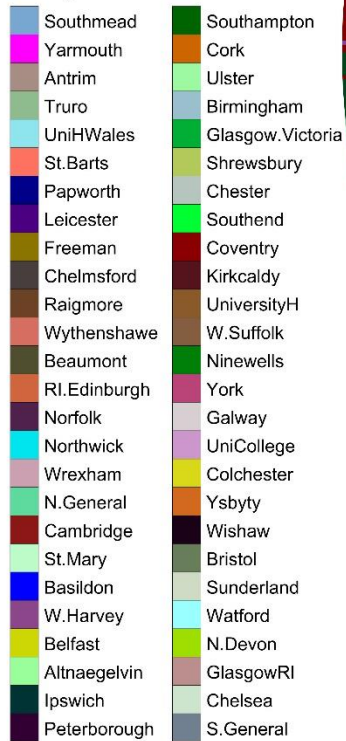 Southmead Southampton
Yarmouth Cork
Antrim Ulster
Truro Birmingham
UniHWales Glasgow.Victoria
St.Barts Shrewsbury
Papworth Chester
Leicester Southend
Freeman Coventry
Chelmsford Kirkcaldy
Raigmore UniversityH
Wythenshawe W.Suffolk
Beaumont Ninewells
RI.Edinburgh York
Norfolk Galway
Northwick UniCollege
Wrexham Colchester
N.General Ysbyty
Cambridge Wishaw
St.Mary Bristol
Basildon Sunderland
W.Harvey Watford
Belfast N.Devon
Altnaegelvin GlasgowRI
Ipswich Chelsea
Peterborough S.General